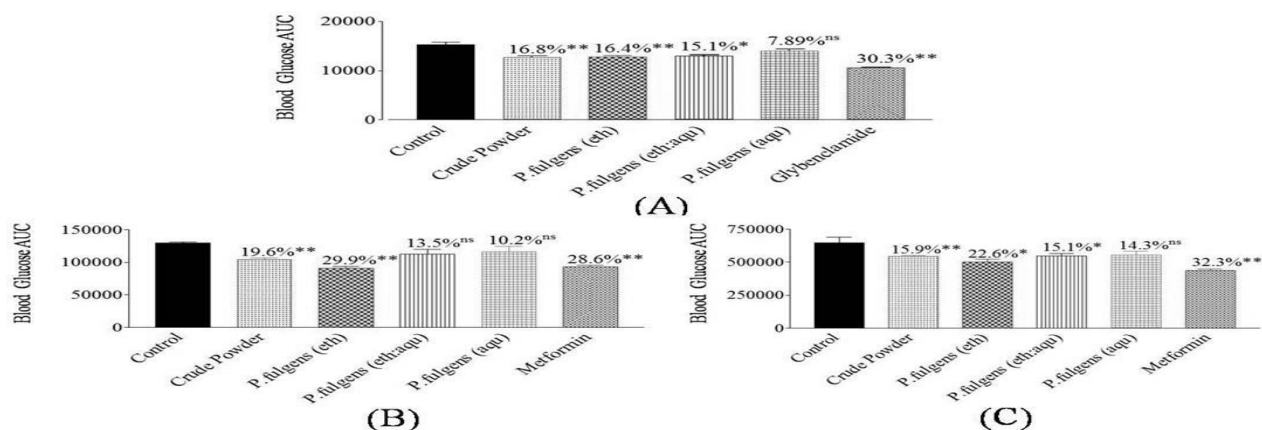 Blood Glucose AUC
20000
10000
0
16.8%**
16.4%**
15.1%*
7.89%ns
30.3%**
Control
Crude Powder
P.fulgens (eth)
P.fulgens (eth:aqu)
P.fulgens (aqu)
Glybenclamide
(A)
Blood Glucose AUC
150000
100000
50000
0
19.6%**
29.9%**
13.5%ns
10.2%ns
28.6%**
Control
Crude Powder
P.fulgens (eth)
P.fulgens (eth:aqu)
P.fulgens (aqu)
Metformin
(B)
Blood Glucose AUC
750000
500000
250000
0
15.9%**
22.6%*
15.1%*
14.3%ns
32.3%**
Control
Crude Powder
P.fulgens (eth)
P.fulgens (eth:aqu)
P.fulgens (aqu)
Metformin
(C)